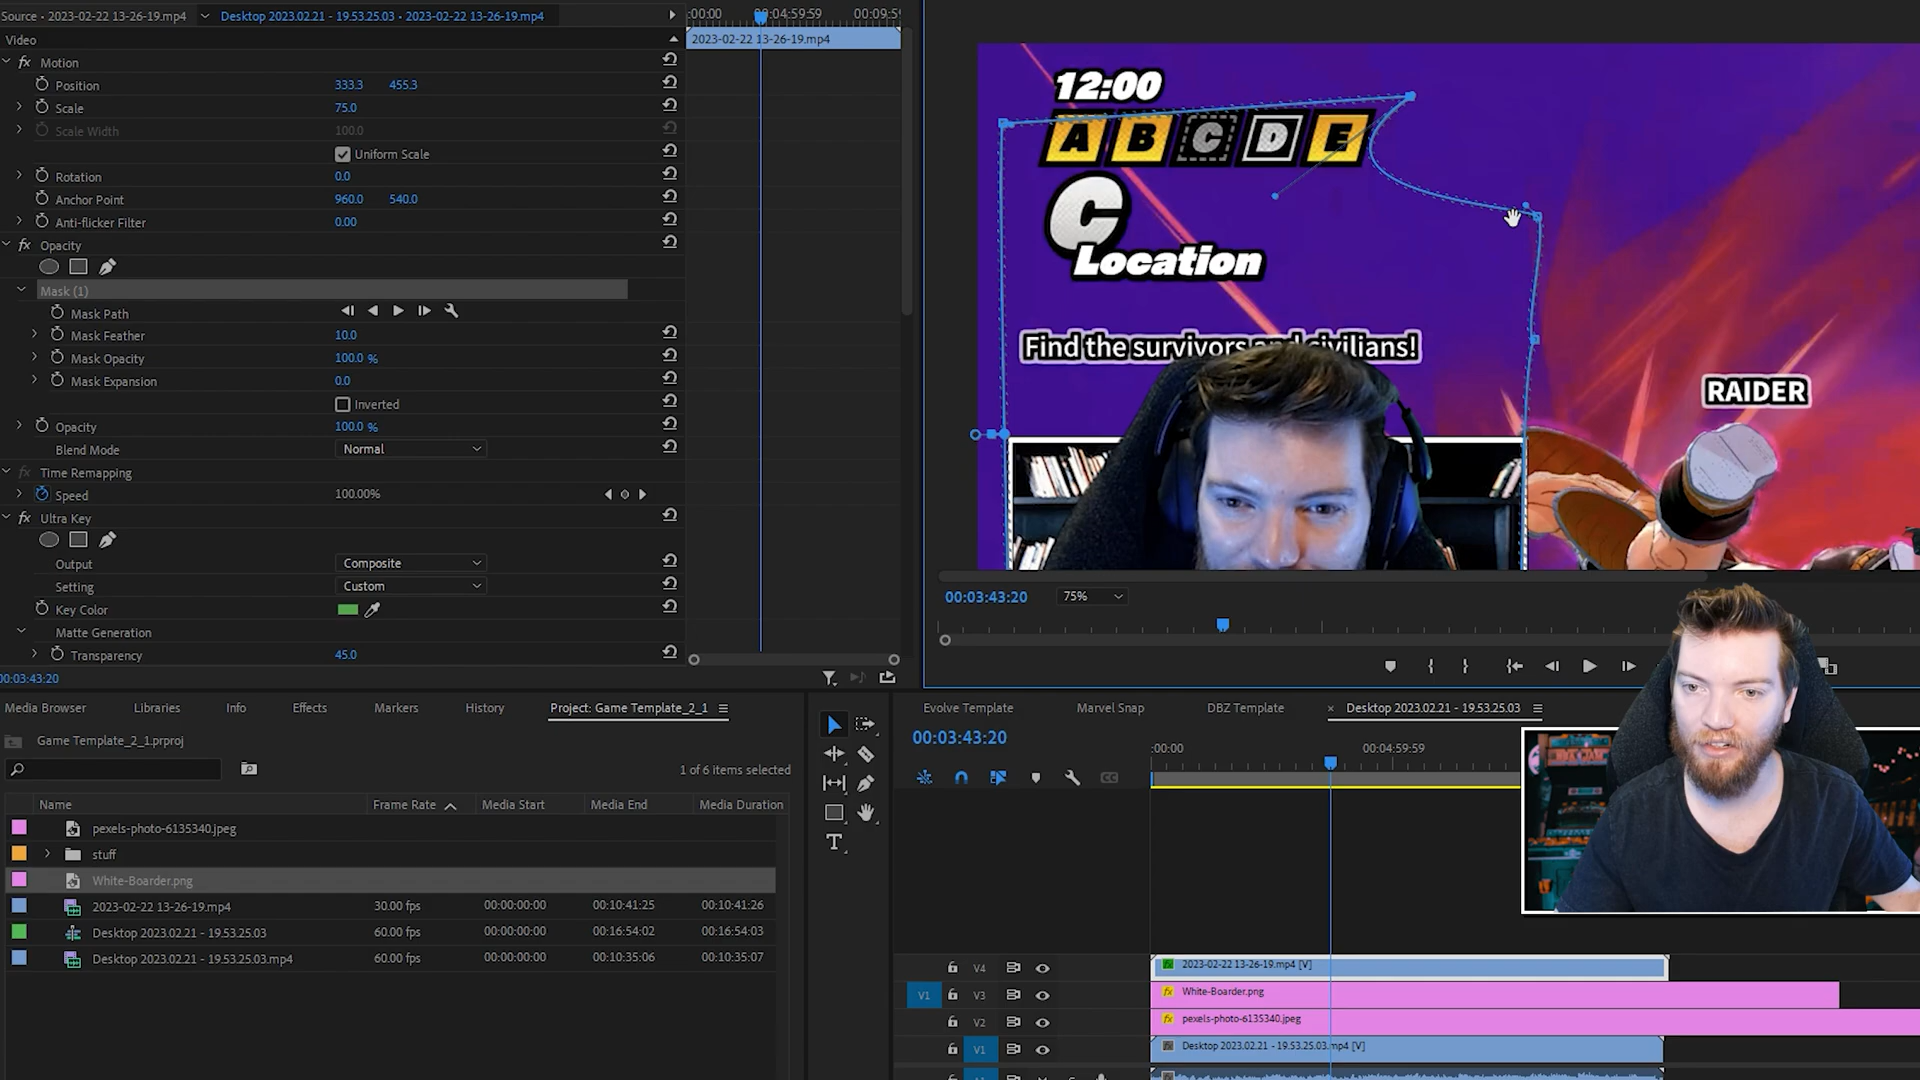 Source • 2023-02-22 13-26-19.mp4
Desktop 2023.02.21 - 19.53.25.03 • 2023-02-22 13-26-19.mp4
:00:00
00:04:59:59
00:09:59
Video
2023-02-22 13-26-19.mp4
Motion
Position 333.3 455.3
Scale 75.0
Scale Width 100.0
Uniform Scale
Rotation 0.0
Anchor Point 960.0 540.0
Anti-flicker Filter 0.00
Opacity
Mask (1)
Mask Path
Mask Feather 10.0
Mask Opacity 100.0 %
Mask Expansion 0.0
Inverted
Opacity 100.0 %
Blend Mode Normal
Time Remapping
Speed 100.00%
Ultra Key
Output Composite
Setting Custom
Key Color
Matte Generation
Transparency 45.0
00:03:43:20
12:00
A B C D E
C
Location
Find the survivors and civilians!
RAIDER
00:03:43:20 75%
Media Browser Libraries Info Effects Markers History Project: Game Template_2_1
Game Template_2_1.prproj
1 of 6 items selected
Name Frame Rate Media Start Media End Media Duration
pexels-photo-6135340.jpeg
stuff
White-Boarder.png
2023-02-22 13-26-19.mp4 30.00 fps 00:00:00:00 00:10:41:25 00:10:41:26
Desktop 2023.02.21 - 19.53.25.03 60.00 fps 00:00:00:00 00:16:54:02 00:16:54:03
Desktop 2023.02.21 - 19.53.25.03.mp4 60.00 fps 00:00:00:00 00:10:35:06 00:10:35:07
T
Evolve Template Marvel Snap DBZ Template × Desktop 2023.02.21 - 19.53.25.03
00:03:43:20
:00:00
00:04:59:59
V4 2023-02-22 13-26-19.mp4 [V]
V1 V3 White-Boarder.png
V2 pexels-photo-6135340.jpeg
V1 Desktop 2023.02.21 - 19.53.25.03.mp4 [V]